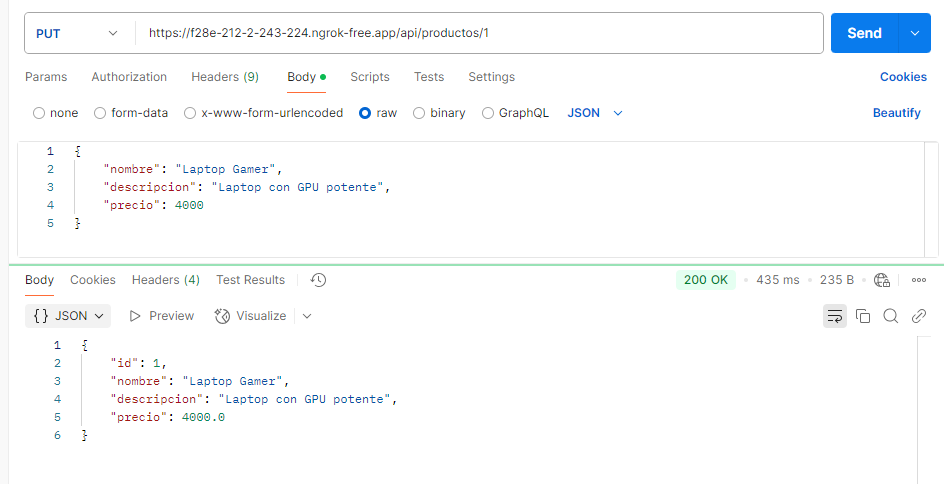 PUT https://f28e-212-2-243-224.ngrok-free.app/api/productos/1 Send
Params Authorization Headers (9) Body Scripts Tests Settings Cookies
none form-data x-www-form-urlencoded raw binary GraphQL JSON Beautify
1 {
2 "nombre": "Laptop Gamer",
3 "descripcion": "Laptop con GPU potente",
4 "precio": 4000
5 }
Body Cookies Headers (4) Test Results 200 OK 435 ms 235 B
{} JSON Preview Visualize
1 {
2 "id": 1,
3 "nombre": "Laptop Gamer",
4 "descripcion": "Laptop con GPU potente",
5 "precio": 4000.0
6 }